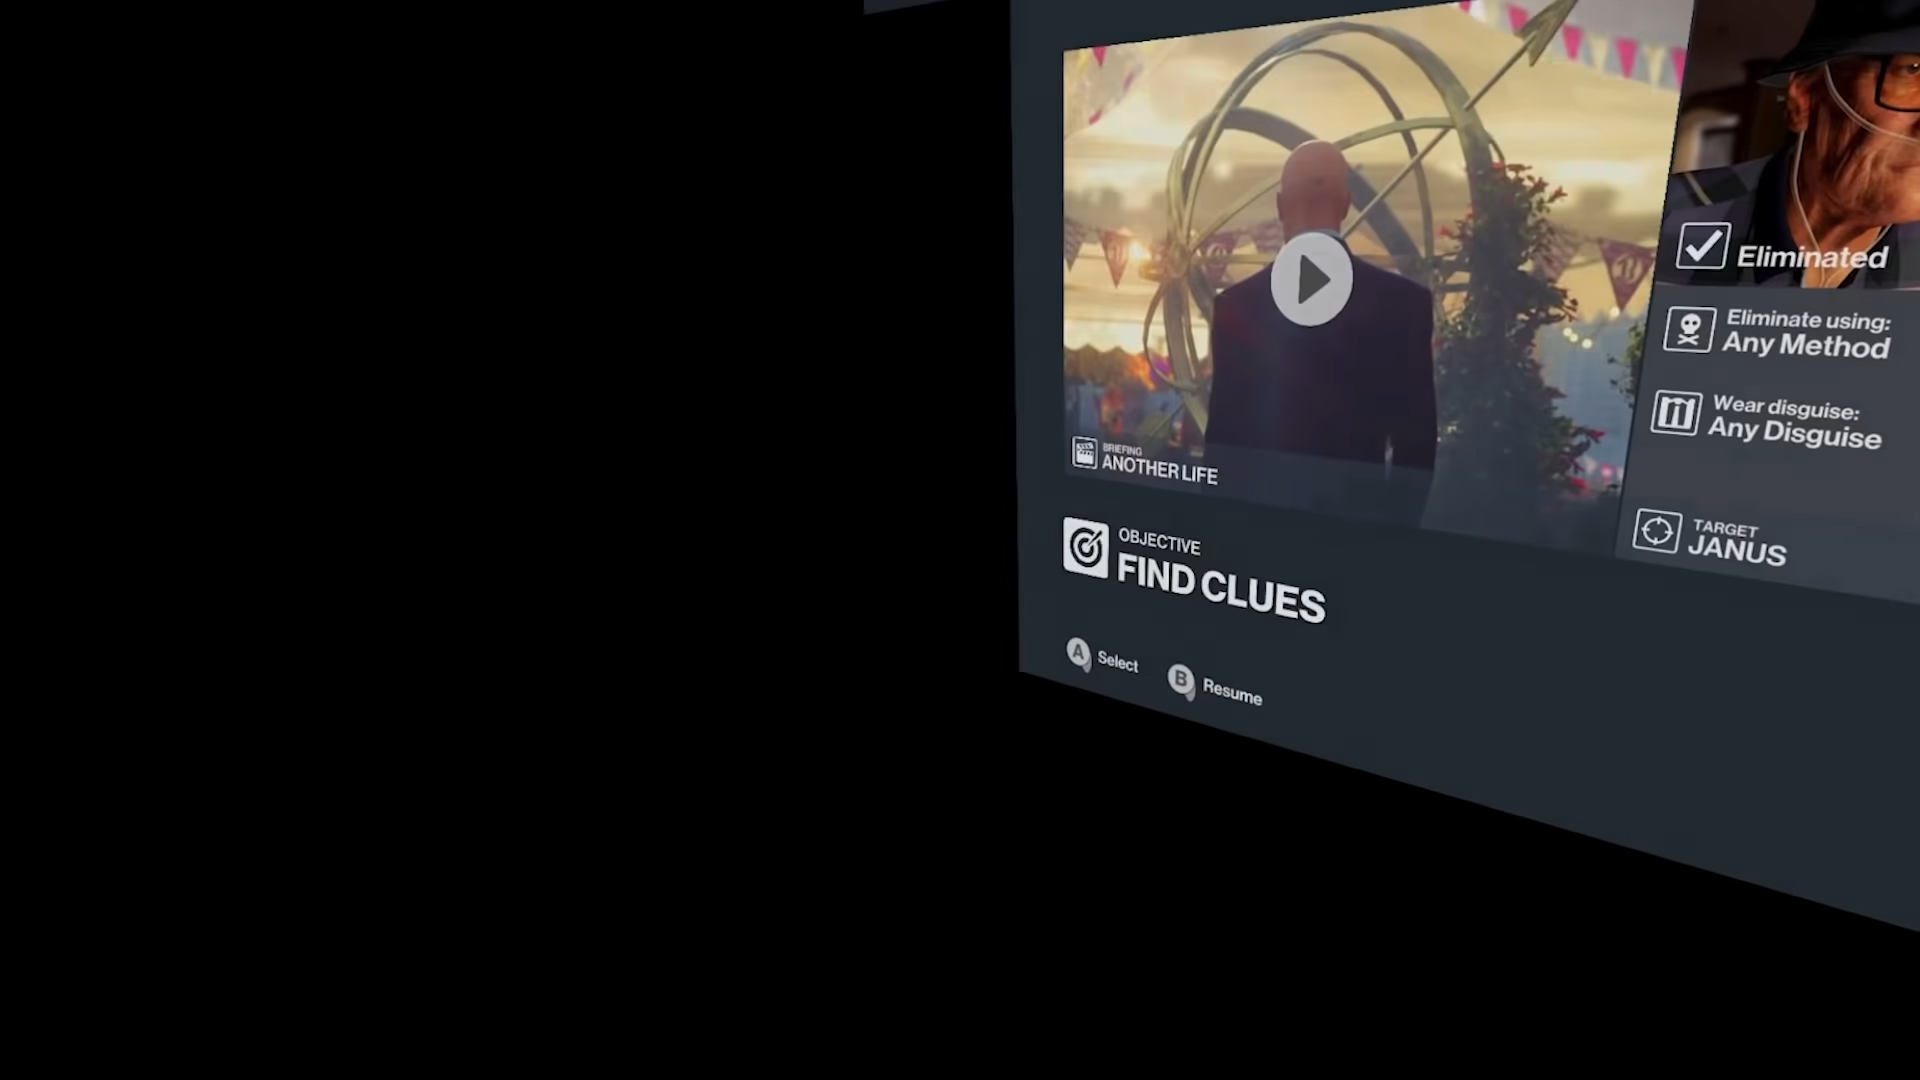 BRIEFING
ANOTHER LIFE
OBJECTIVE
FIND CLUES
A Select
B Resume
Eliminated
Eliminate using:
Any Method
Wear disguise:
Any Disguise
TARGET
JANUS